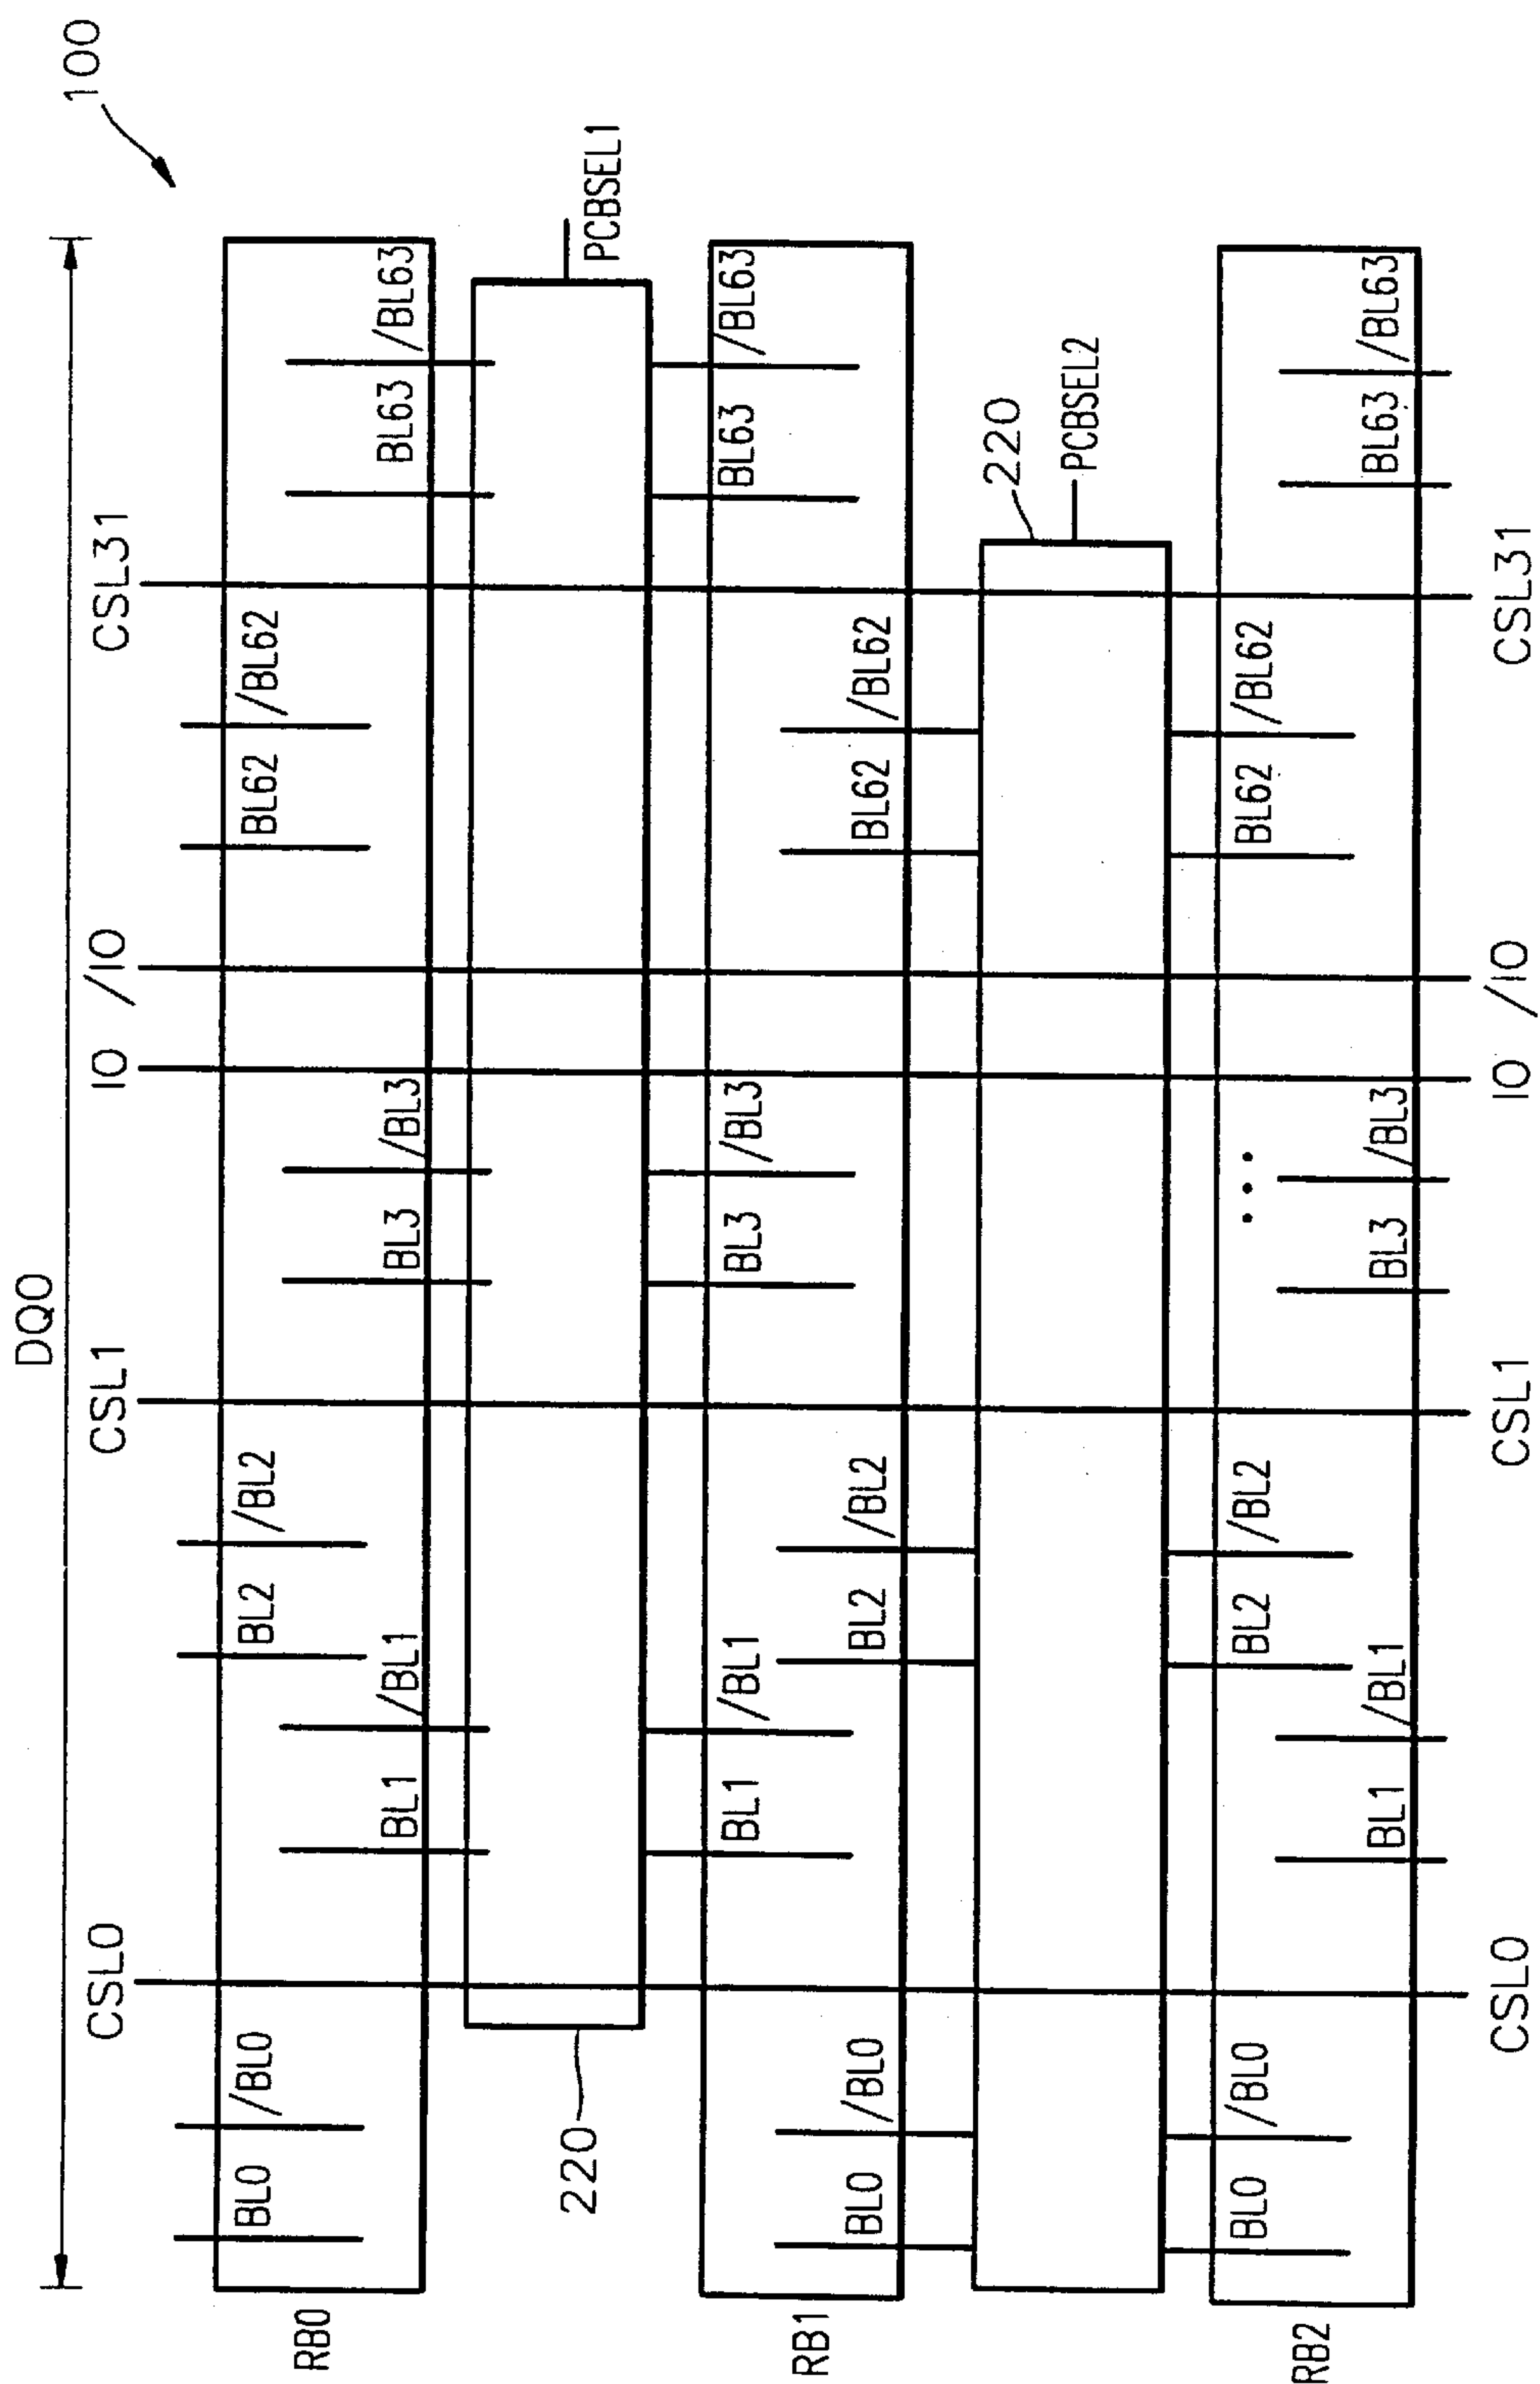 DQ0
100
CSL0 CSL1 IO /IO CSL31
BL0 /BL0 BL2 /BL2 BL62 /BL62
RB0
BL1 /BL1 BL3 /BL3 BL63 /BL63
220
PCBSEL1
BL1 /BL1 BL3 /BL3 BL63 /BL63
RB1
BL0 /BL0 BL2 /BL2 BL62 /BL62
220
PCBSEL2
BL0 /BL0 BL2 /BL2 ... BL62 /BL62
RB2
BL1 /BL1 BL3 /BL3 BL63 /BL63
CSL0 CSL1 IO /IO CSL31